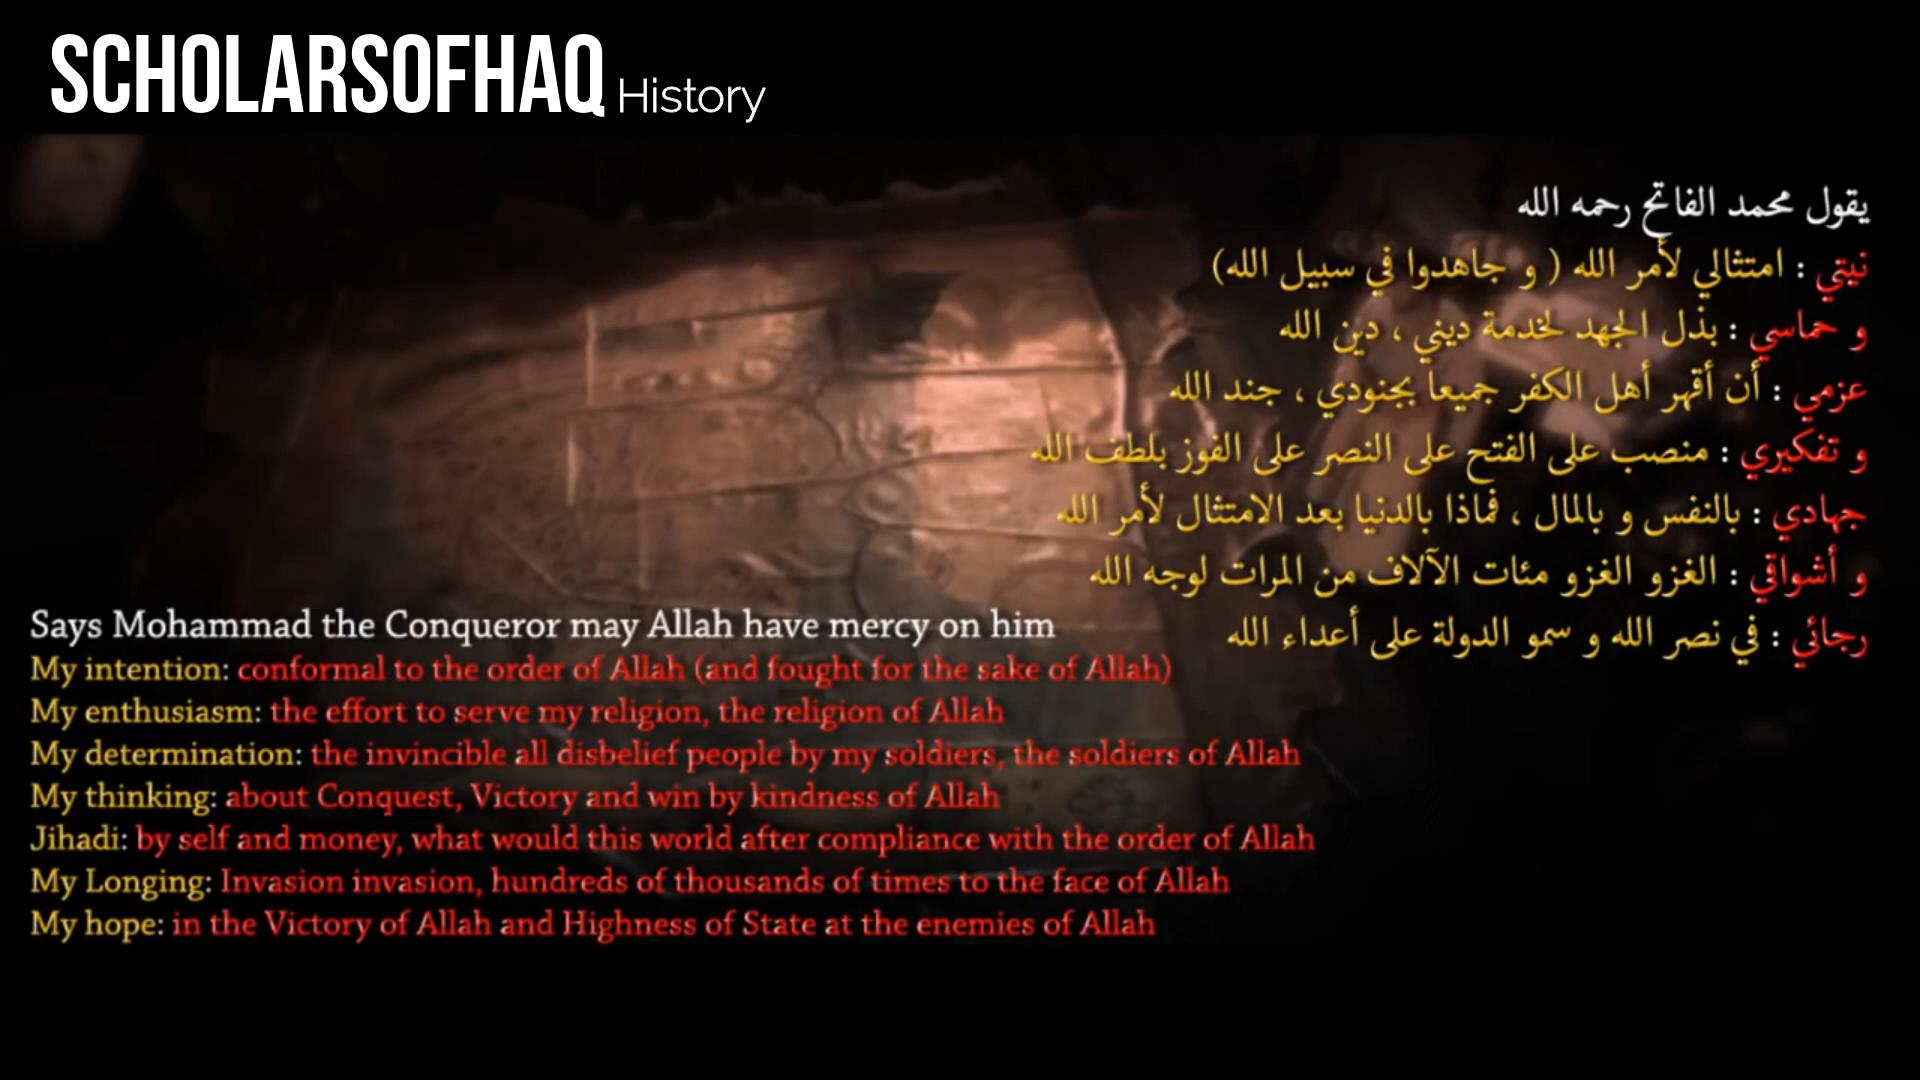 SCHOLARSOFHAQ History
يقول محمد الفاتح رحمه الله
نيتي : امتثالي لأمر الله ( و جاهدوا في سبيل الله)
و حماسي : بذل الجهد لخدمة ديني ، دين الله
عزمي : أن أقهر أهل الكفر جميعاً بجنودي ، جند الله
و تفكيري : منصب على الفتح على النصر على الفوز بلطف الله
جهادي : بالنفس و بالمال ، فماذا بالدنيا بعد الامتثال لأمر الله
و أشواقي : الغزو الغزو مئات الآلاف من المرات لوجه الله
رجائي : في نصر الله و سمو الدولة على أعداء الله
Says Mohammad the Conqueror may Allah have mercy on him
My intention: conformal to the order of Allah (and fought for the sake of Allah)
My enthusiasm: the effort to serve my religion, the religion of Allah
My determination: the invincible all disbelief people by my soldiers, the soldiers of Allah
My thinking: about Conquest, Victory and win by kindness of Allah
Jihadi: by self and money, what would this world after compliance with the order of Allah
My Longing: Invasion invasion, hundreds of thousands of times to the face of Allah
My hope: in the Victory of Allah and Highness of State at the enemies of Allah